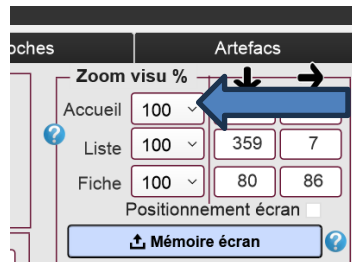 oches Artefacs
Zoom visu %
Accueil 100
Liste 100 359 7
Fiche 100 80 86
Positionnement écran
Mémoire écran